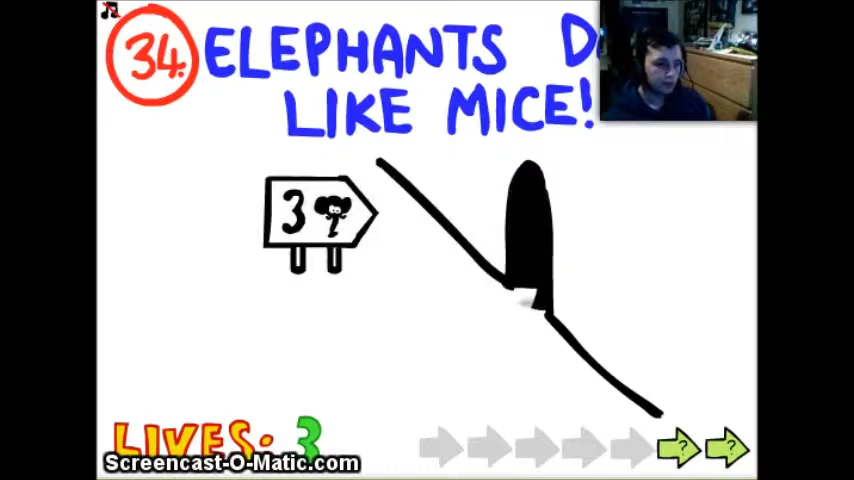 34. ELEPHANTS
LIKE MICE!
3
LIVES: 3
? ?
Screencast-O-Matic.com